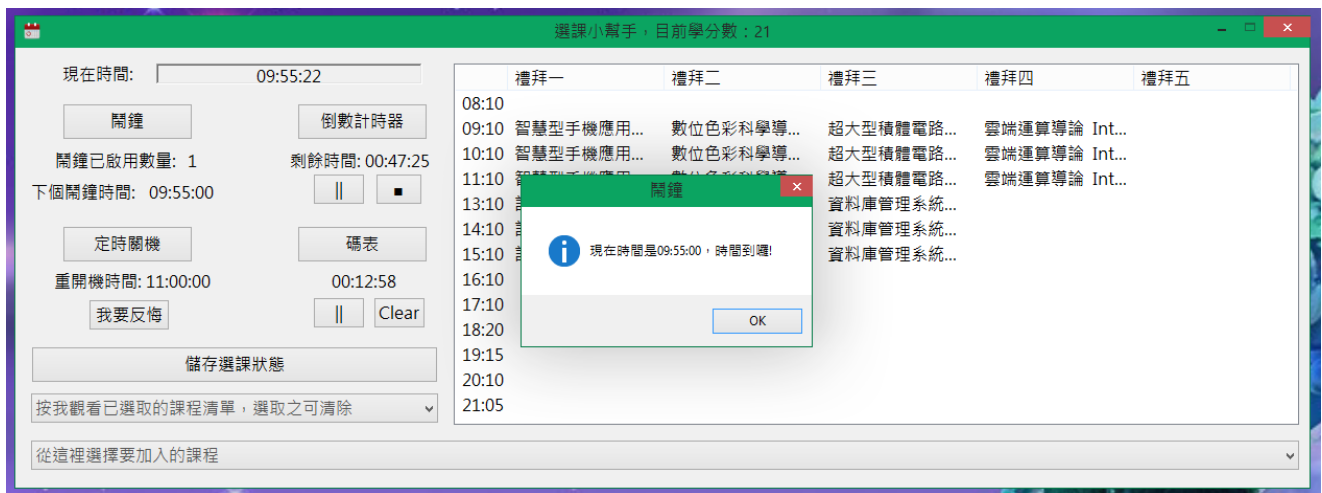 選課小幫手，目前學分數：21
現在時間: 09:55:22
鬧鐘 倒數計時器
鬧鐘已啟用數量: 1 剩餘時間: 00:47:25
下個鬧鐘時間: 09:55:00 || ■
定時關機 碼表
重開機時間: 11:00:00 00:12:58
我要反悔 || Clear
儲存選課狀態
按我觀看已選取的課程清單，選取之可清除
禮拜一 禮拜二 禮拜三 禮拜四 禮拜五
08:10
09:10 智慧型手機應用... 數位色彩科學導... 超大型積體電路... 雲端運算導論 Int...
10:10 智慧型手機應用... 數位色彩科學導... 超大型積體電路... 雲端運算導論 Int...
11:10 超大型積體電路... 雲端運算導論 Int...
13:10 資料庫管理系統...
14:10 資料庫管理系統...
15:10 資料庫管理系統...
16:10
17:10
18:20
19:15
20:10
21:05
鬧鐘
現在時間是09:55:00，時間到囉!
OK
從這裡選擇要加入的課程